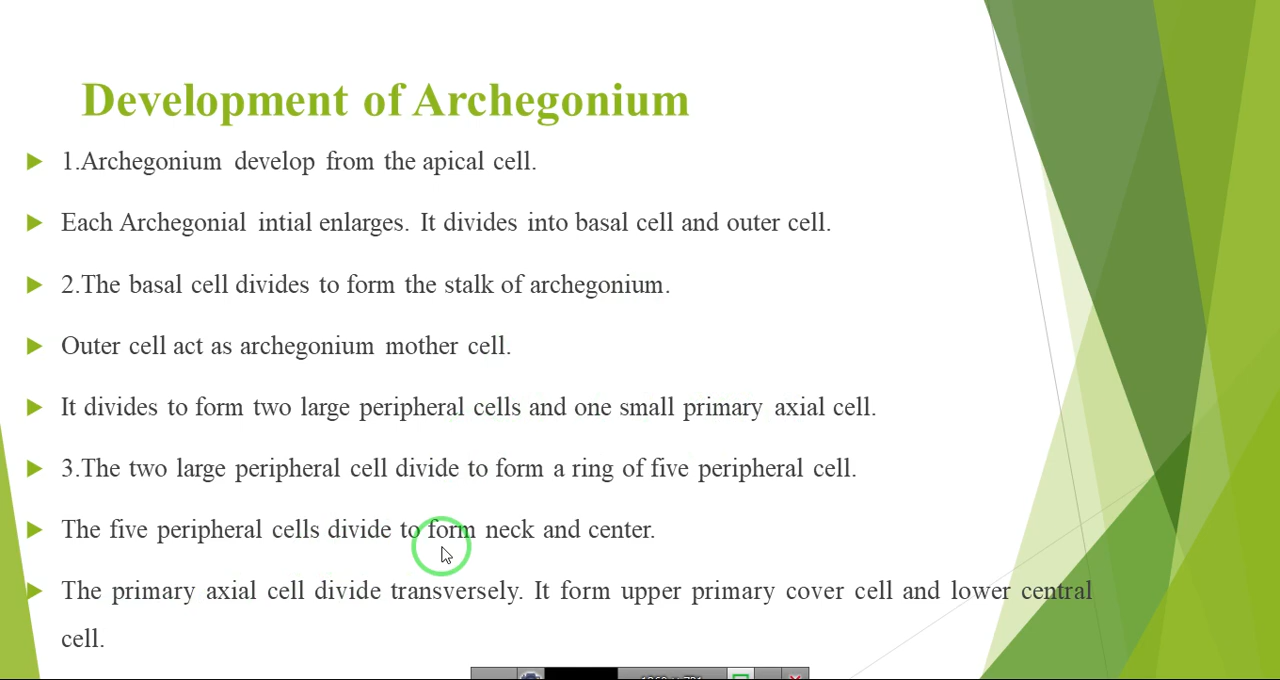 Development of Archegonium
1.Archegonium develop from the apical cell.
Each Archegonial intial enlarges. It divides into basal cell and outer cell.
2.The basal cell divides to form the stalk of archegonium.
Outer cell act as archegonium mother cell.
It divides to form two large peripheral cells and one small primary axial cell.
3.The two large peripheral cell divide to form a ring of five peripheral cell.
The five peripheral cells divide to form neck and center.
The primary axial cell divide transversely. It form upper primary cover cell and lower central
cell.